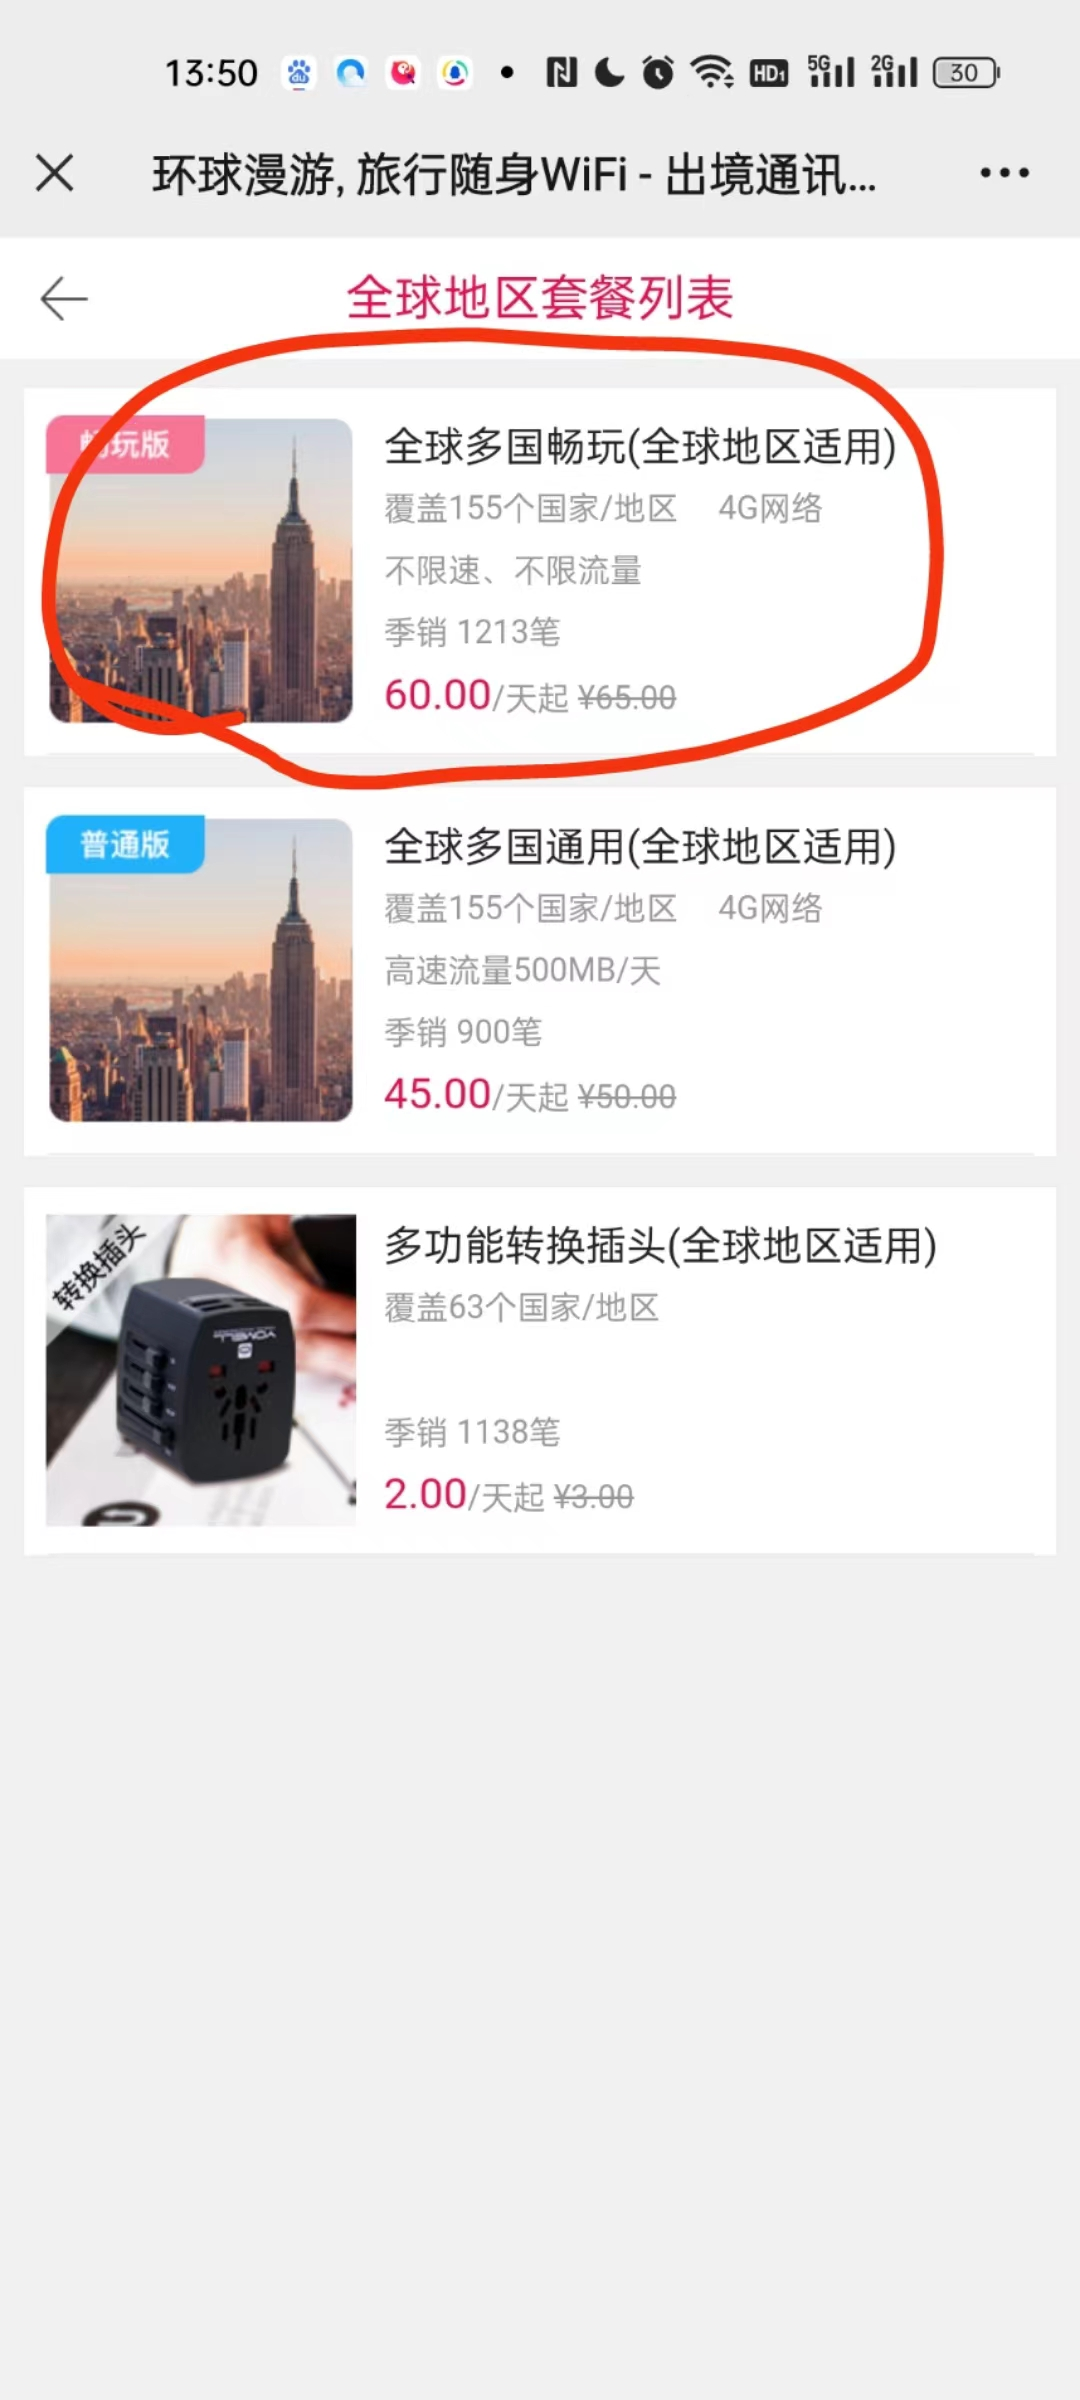 13:50
HD1 5G 2G 30
环球漫游, 旅行随身WiFi - 出境通讯...
全球地区套餐列表
畅玩版
全球多国畅玩(全球地区适用)
覆盖155个国家/地区 4G网络
不限速、不限流量
季销 1213笔
60.00/天起 ¥65.00
普通版
全球多国通用(全球地区适用)
覆盖155个国家/地区 4G网络
高速流量500MB/天
季销 900笔
45.00/天起 ¥50.00
转换插头
多功能转换插头(全球地区适用)
覆盖63个国家/地区
季销 1138笔
2.00/天起 ¥3.00